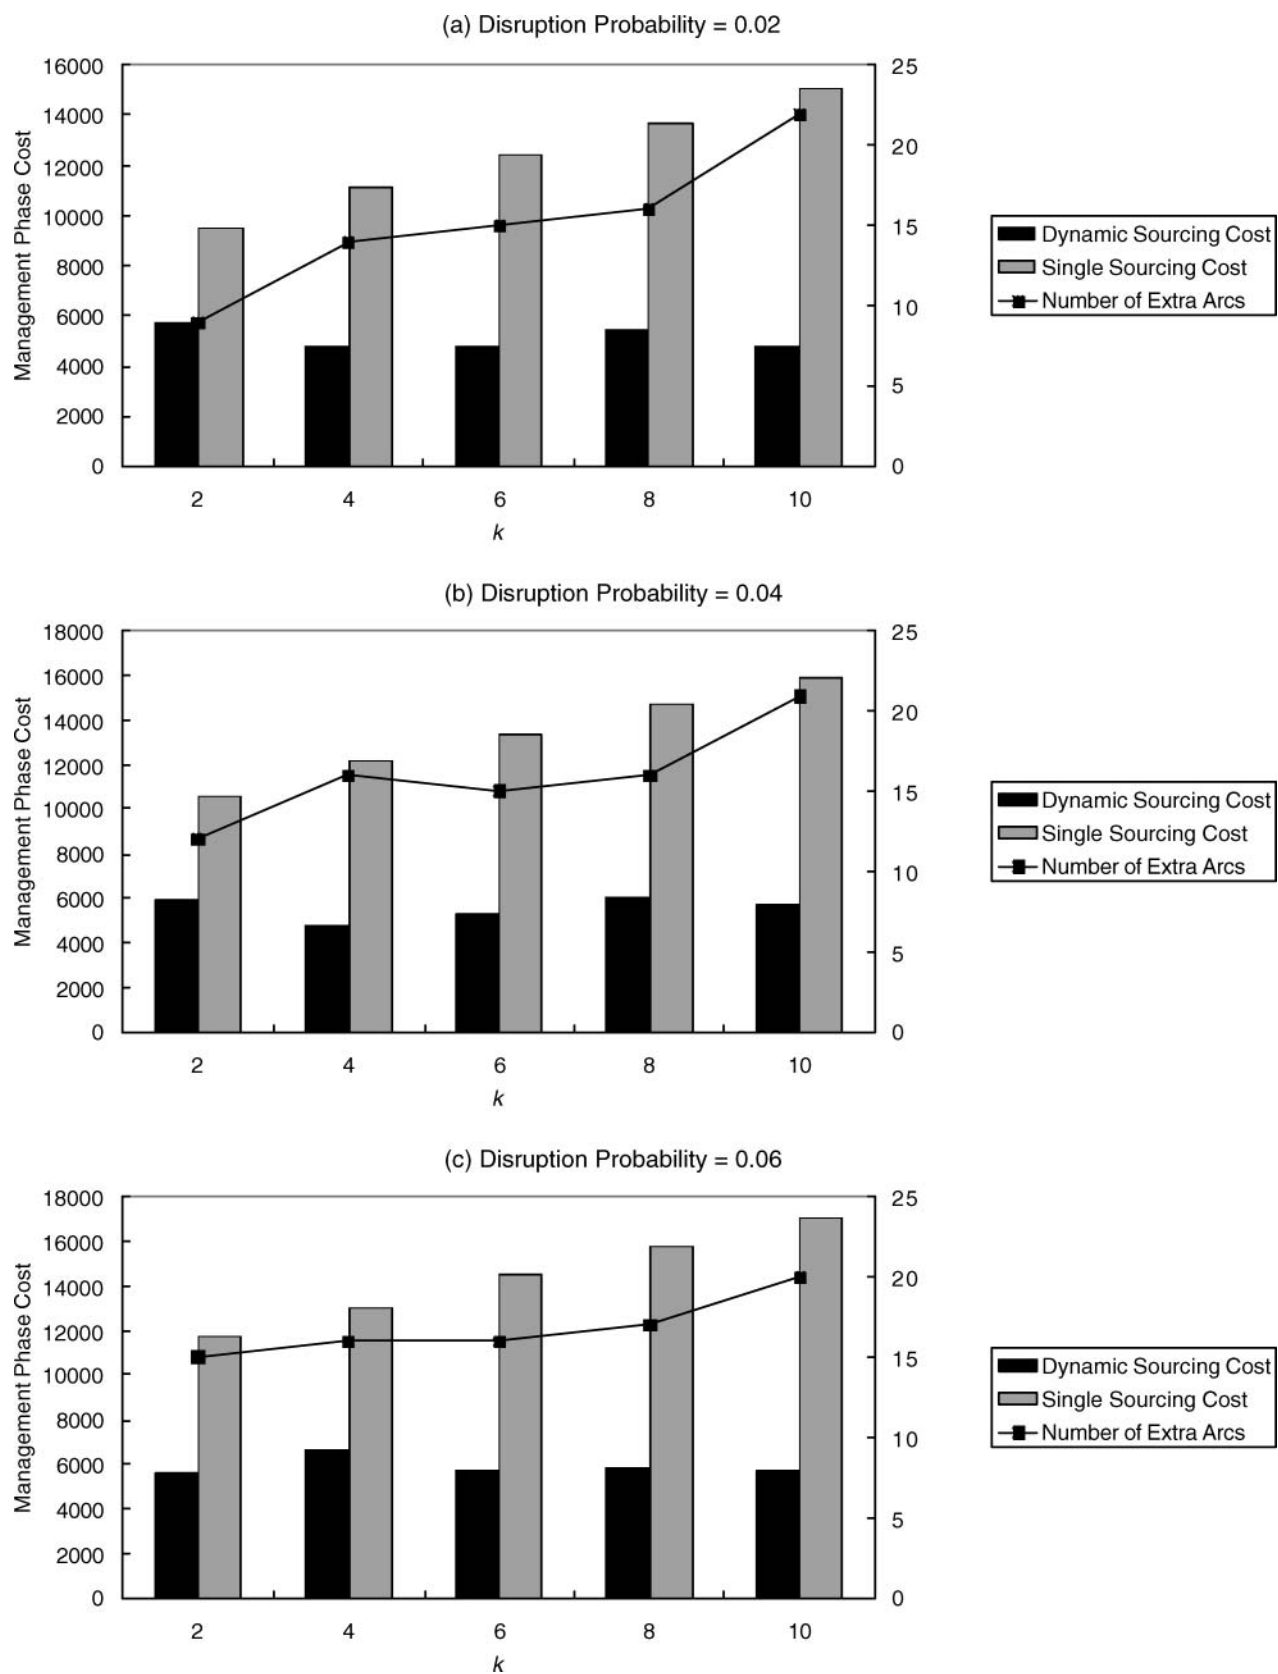 (a) Disruption Probability = 0.02
16000 25
14000
20
12000
10000 15
8000
10
6000
4000
5
2000
0 0
2 4 6 8 10
k
Management Phase Cost
Dynamic Sourcing Cost
Single Sourcing Cost
Number of Extra Arcs
(b) Disruption Probability = 0.04
18000 25
16000
20
14000
12000
15
10000
8000
10
6000
4000
5
2000
0 0
2 4 6 8 10
k
Management Phase Cost
Dynamic Sourcing Cost
Single Sourcing Cost
Number of Extra Arcs
(c) Disruption Probability = 0.06
18000 25
16000
20
14000
12000
15
10000
8000
10
6000
4000
5
2000
0 0
2 4 6 8 10
k
Management Phase Cost
Dynamic Sourcing Cost
Single Sourcing Cost
Number of Extra Arcs